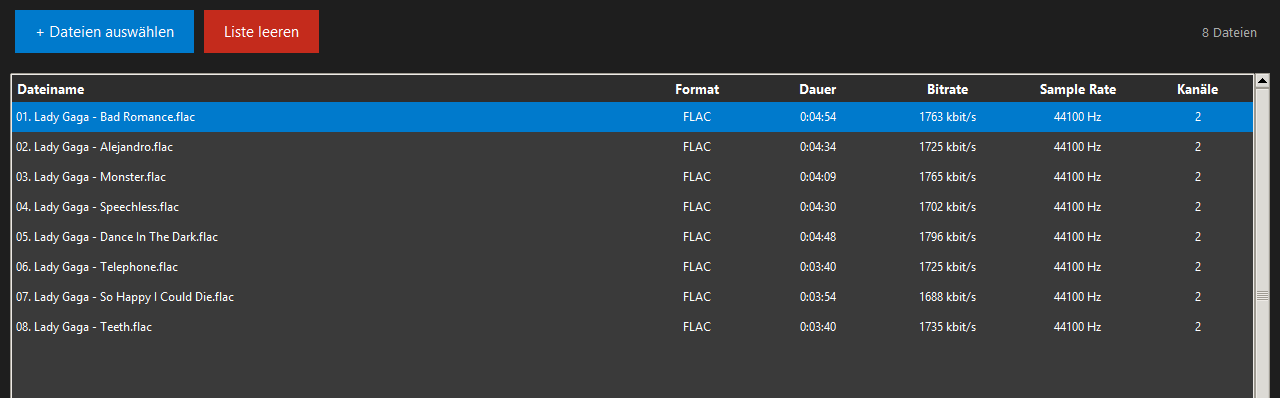 + Dateien auswählen Liste leeren 8 Dateien
Dateiname Format Dauer Bitrate Sample Rate Kanäle
01. Lady Gaga - Bad Romance.flac FLAC 0:04:54 1763 kbit/s 44100 Hz 2
02. Lady Gaga - Alejandro.flac FLAC 0:04:34 1725 kbit/s 44100 Hz 2
03. Lady Gaga - Monster.flac FLAC 0:04:09 1765 kbit/s 44100 Hz 2
04. Lady Gaga - Speechless.flac FLAC 0:04:30 1702 kbit/s 44100 Hz 2
05. Lady Gaga - Dance In The Dark.flac FLAC 0:04:48 1796 kbit/s 44100 Hz 2
06. Lady Gaga - Telephone.flac FLAC 0:03:40 1725 kbit/s 44100 Hz 2
07. Lady Gaga - So Happy I Could Die.flac FLAC 0:03:54 1688 kbit/s 44100 Hz 2
08. Lady Gaga - Teeth.flac FLAC 0:03:40 1735 kbit/s 44100 Hz 2